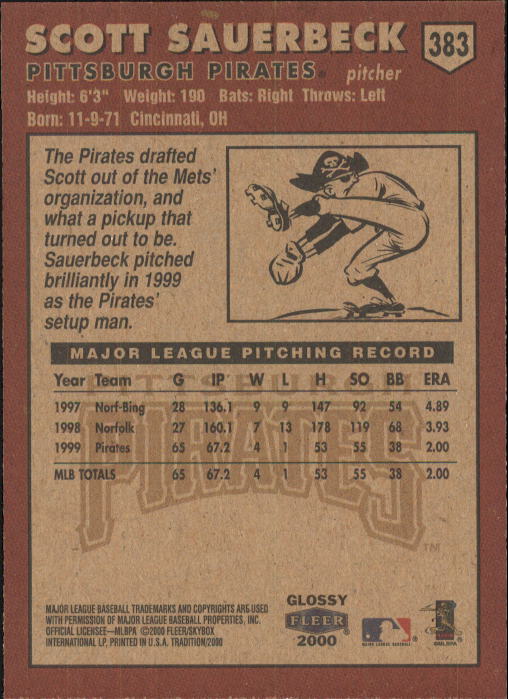 SCOTT SAUERBECK
383
PITTSBURGH PIRATES® pitcher
Height: 6'3" Weight: 190 Bats: Right Throws: Left
Born: 11-9-71 Cincinnati, OH
The Pirates drafted
Scott out of the Mets'
organization, and
what a pickup that
turned out to be.
Sauerbeck pitched
brilliantly in 1999
as the Pirates'
setup man.
MAJOR LEAGUE PITCHING RECORD
PITTSBURGH
PIRATES
TM
Year Team G IP W L H SO BB ERA
1997 Norf-Bing 28 136.1 9 9 147 92 54 4.89
1998 Norfolk 27 160.1 7 13 178 119 68 3.93
1999 Pirates 65 67.2 4 1 53 55 38 2.00
MLB TOTALS 65 67.2 4 1 53 55 38 2.00
MAJOR LEAGUE BASEBALL TRADEMARKS AND COPYRIGHTS ARE USED
WITH PERMISSION OF MAJOR LEAGUE BASEBALL PROPERTIES, INC.
OFFICIAL LICENSEE—MLBPA ©2000 FLEER/SKYBOX
INTERNATIONAL LP, PRINTED IN U.S.A. TRADITION/2000
GLOSSY
FLEER
2000
MAJOR LEAGUE BASEBALL
©MLBPA